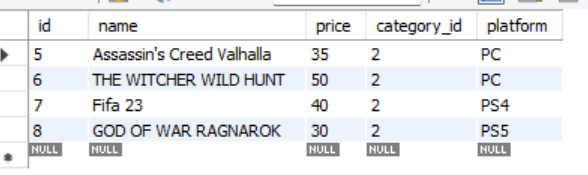 id name price category_id platform
5 Assassin's Creed Valhalla 35 2 PC
6 THE WITCHER WILD HUNT 50 2 PC
7 Fifa 23 40 2 PS4
8 GOD OF WAR RAGNAROK 30 2 PS5
NULL NULL NULL NULL NULL